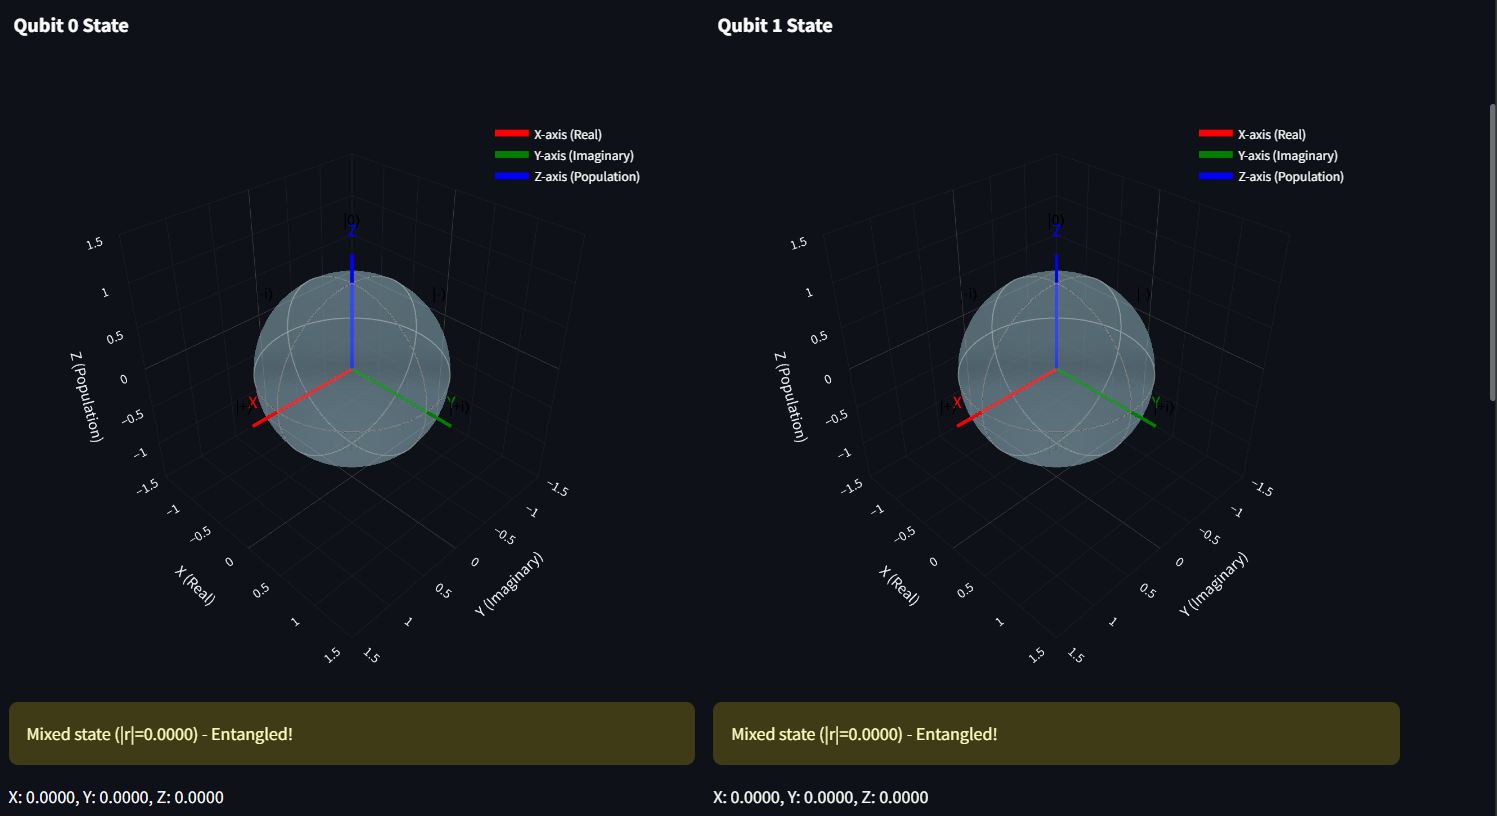 Qubit 0 State
X-axis (Real)
Y-axis (Imaginary)
Z-axis (Population)
|0⟩
Z
|-⟩
X
Y
|+i⟩
1.5
1
0.5
0
−0.5
−1
Z (Population)
−1.5
−1
−0.5
0
0.5
1
1.5
X (Real)
−1.5
−1
−0.5
0
0.5
1
1.5
Y (Imaginary)
Mixed state (|r|=0.0000) - Entangled!
X: 0.0000, Y: 0.0000, Z: 0.0000
Qubit 1 State
X-axis (Real)
Y-axis (Imaginary)
Z-axis (Population)
|0⟩
Z
|-⟩
X
Y
|+i⟩
1.5
1
0.5
0
−0.5
−1
Z (Population)
−1.5
−1
−0.5
0
0.5
1
1.5
X (Real)
−1.5
−1
−0.5
0
0.5
1
1.5
Y (Imaginary)
Mixed state (|r|=0.0000) - Entangled!
X: 0.0000, Y: 0.0000, Z: 0.0000